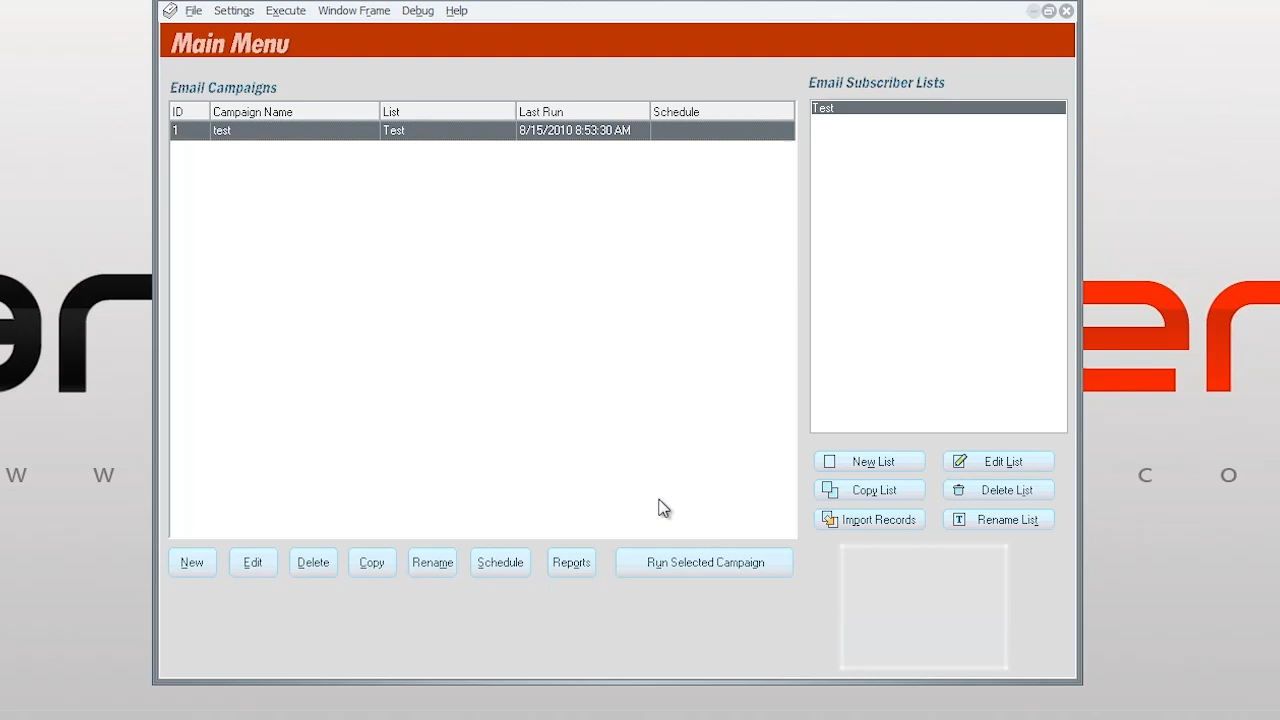 File Settings Execute Window Frame Debug Help
Main Menu
Email Campaigns
ID Campaign Name List Last Run Schedule
1 test Test 8/15/2010 8:53:30 AM
Email Subscriber Lists
Test
New List Edit List
Copy List Delete List
Import Records Rename List
New Edit Delete Copy Rename Schedule Reports Run Selected Campaign
ar
er
W W
C O